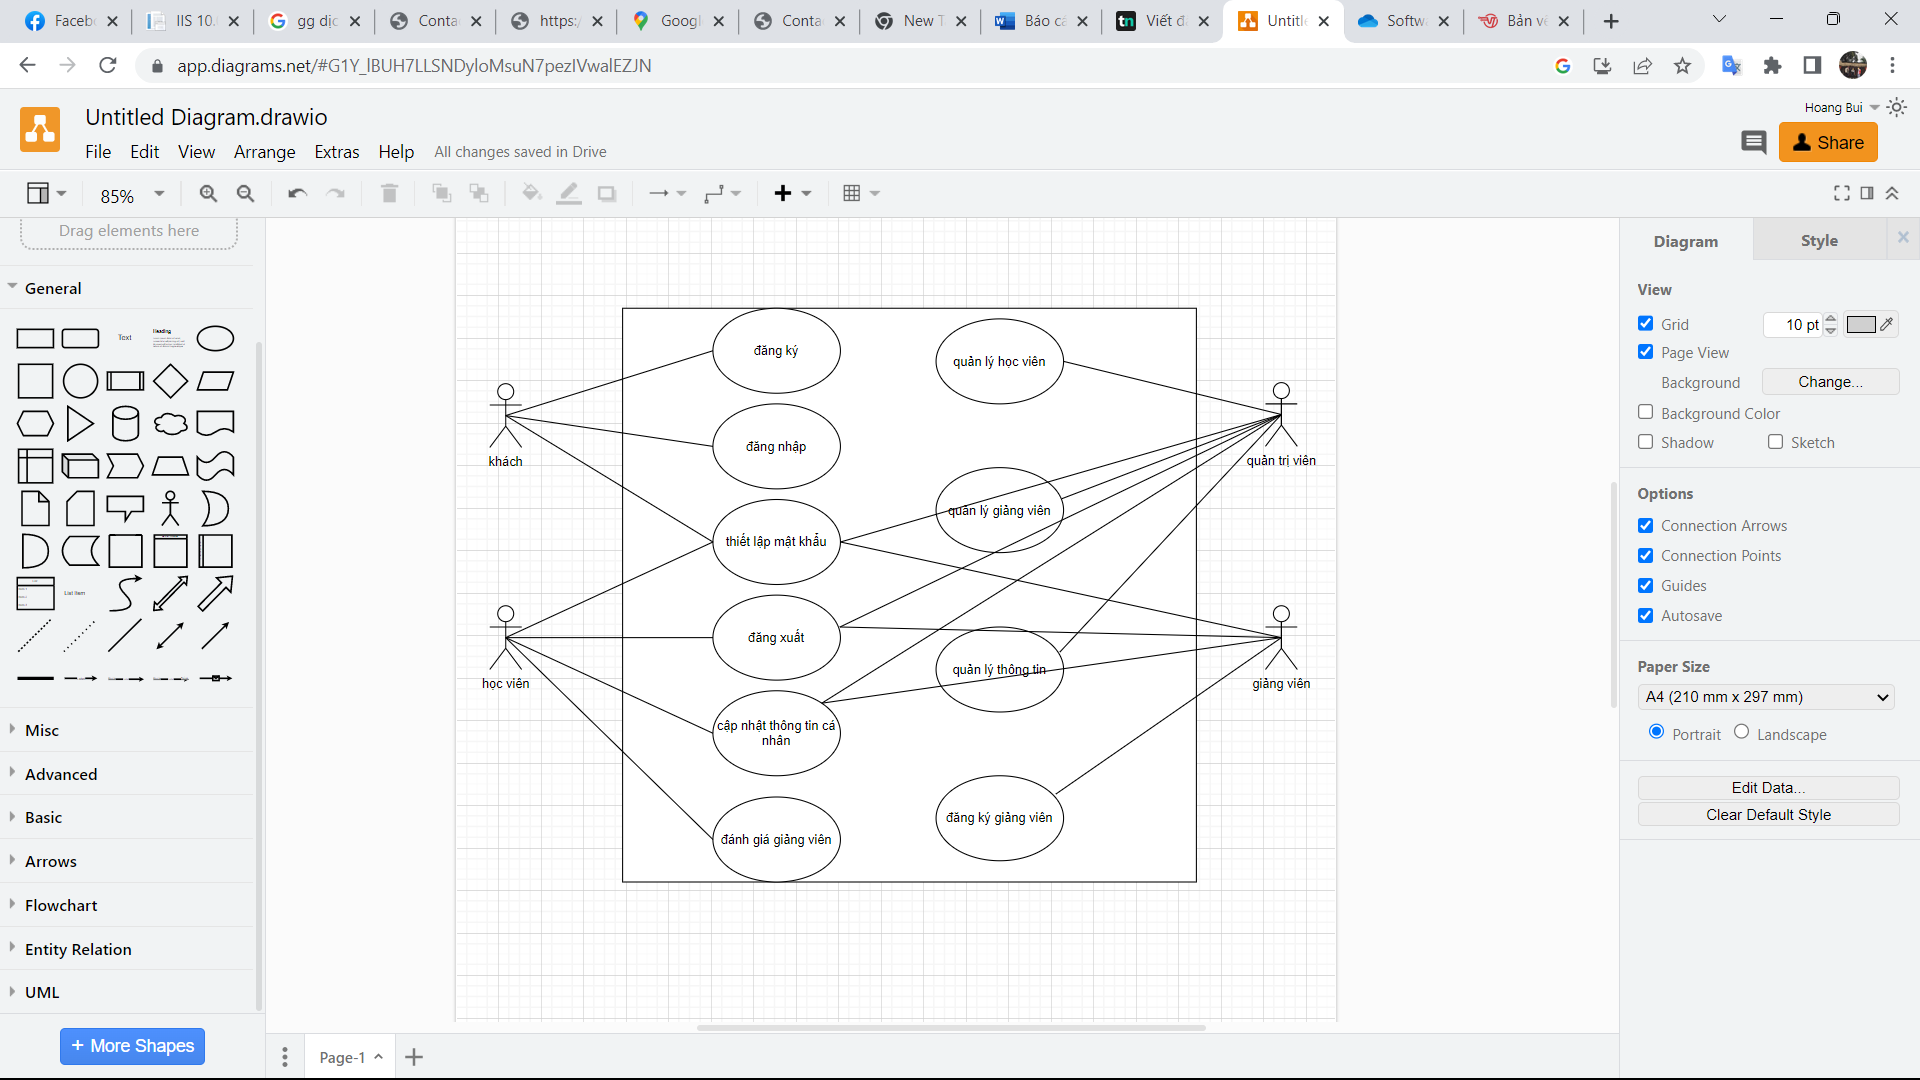 Faceb
IIS 10.
gg dịc
Conta
https:/
Googl
Conta
New T
Báo cá
Viết đ
Untitl
Softw
Bản vẽ
app.diagrams.net/#G1Y_lBUH7LLSNDyloMsuN7pezlVwalEZJN
Untitled Diagram.drawio
Hoang Bui
File Edit View Arrange Extras Help All changes saved in Drive
Share
85%
Drag elements here
General
Text
Heading
List Item
Misc
Advanced
Basic
Arrows
Flowchart
Entity Relation
UML
+ More Shapes
đăng ký
quản lý học viên
đăng nhập
khách
quản trị viên
quản lý giảng viên
thiết lập mật khẩu
đăng xuất
quản lý thông tin
học viên
giảng viên
cập nhật thông tin cá
nhân
đăng ký giảng viên
đánh giá giảng viên
Page-1
Diagram
Style
View
Grid
10 pt
Page View
Background
Change...
Background Color
Shadow
Sketch
Options
Connection Arrows
Connection Points
Guides
Autosave
Paper Size
A4 (210 mm x 297 mm)
Portrait
Landscape
Edit Data...
Clear Default Style